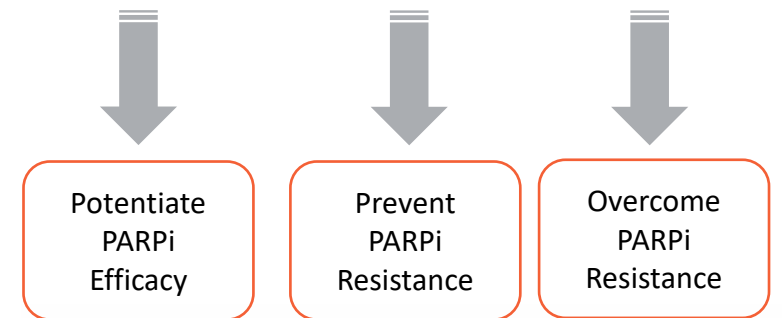 Potentiate
PARPi
Efficacy
Prevent
PARPi
Resistance
Overcome
PARPi
Resistance